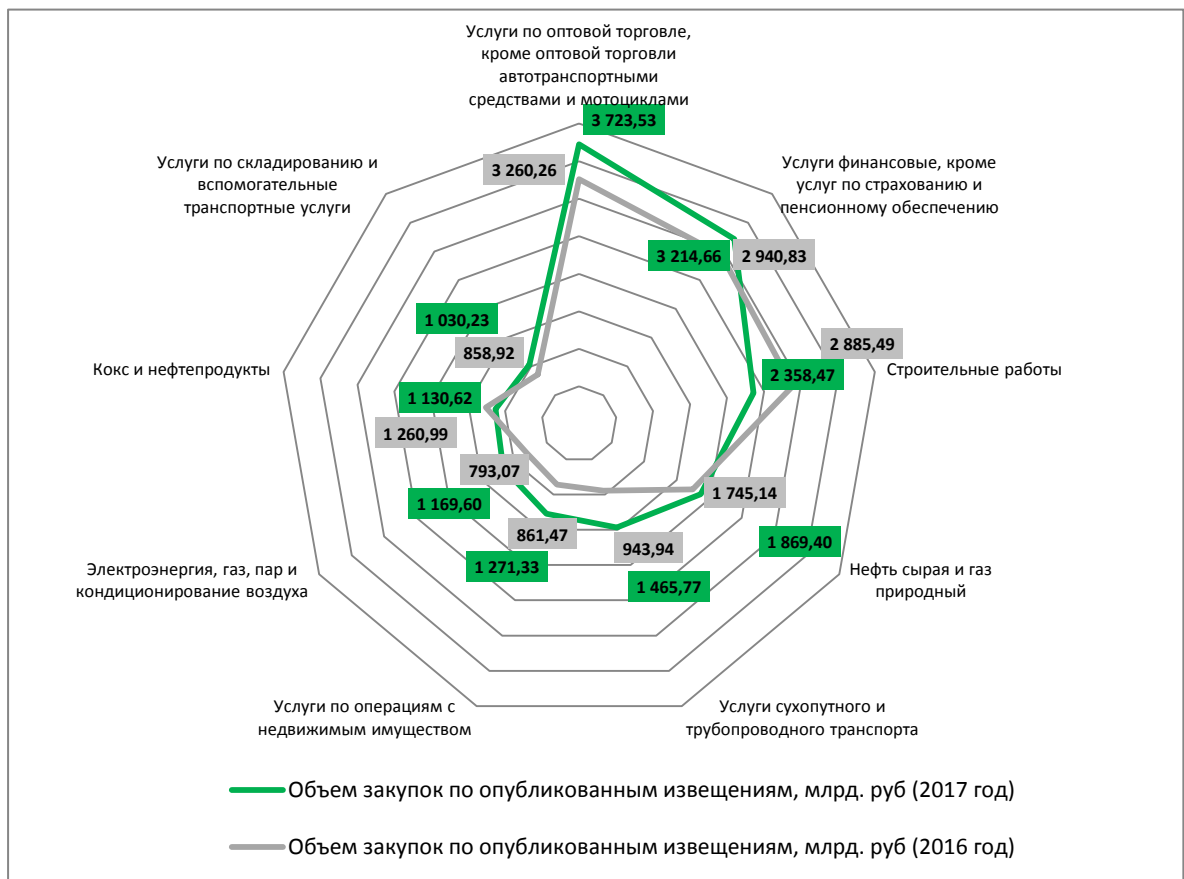 Услуги по оптовой торговле,
кроме оптовой торговли
автотранспортными
средствами и мотоциклами
3 723,53
3 260,26
Услуги финансовые, кроме
услуг по страхованию и
пенсионному обеспечению
3 214,66
2 940,83
Строительные работы
2 885,49
2 358,47
Нефть сырая и газ
природный
1 745,14
1 869,40
Услуги сухопутного и
трубопроводного транспорта
943,94
1 465,77
Услуги по операциям с
недвижимым имуществом
861,47
1 271,33
Электроэнергия, газ, пар и
кондиционирование воздуха
793,07
1 169,60
Кокс и нефтепродукты
1 130,62
1 260,99
Услуги по складированию и
вспомогательные
транспортные услуги
1 030,23
858,92
Объем закупок по опубликованным извещениям, млрд. руб (2017 год)
Объем закупок по опубликованным извещениям, млрд. руб (2016 год)